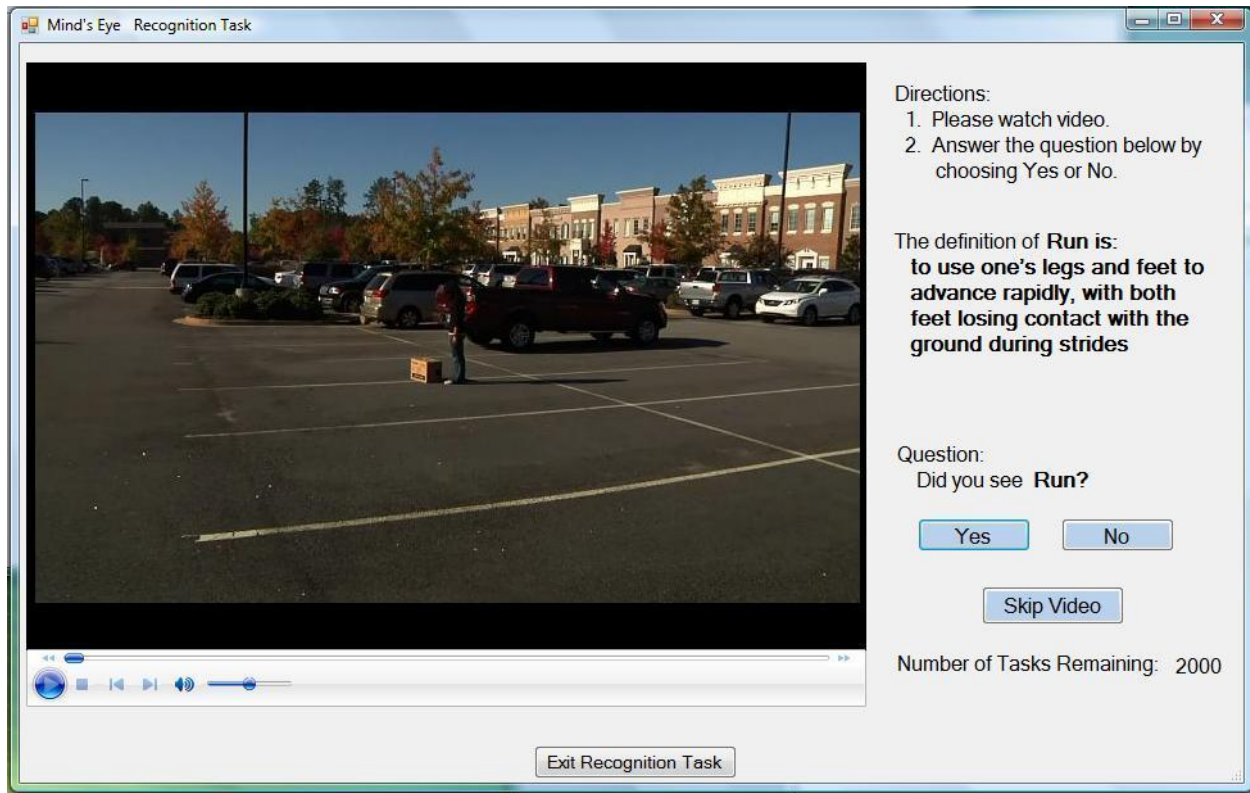 Mind's Eye Recognition Task
Directions:
1. Please watch video.
2. Answer the question below by
choosing Yes or No.
The definition of Run is:
to use one's legs and feet to
advance rapidly, with both
feet losing contact with the
ground during strides
Question:
Did you see Run?
Yes No
Skip Video
Number of Tasks Remaining: 2000
Exit Recognition Task